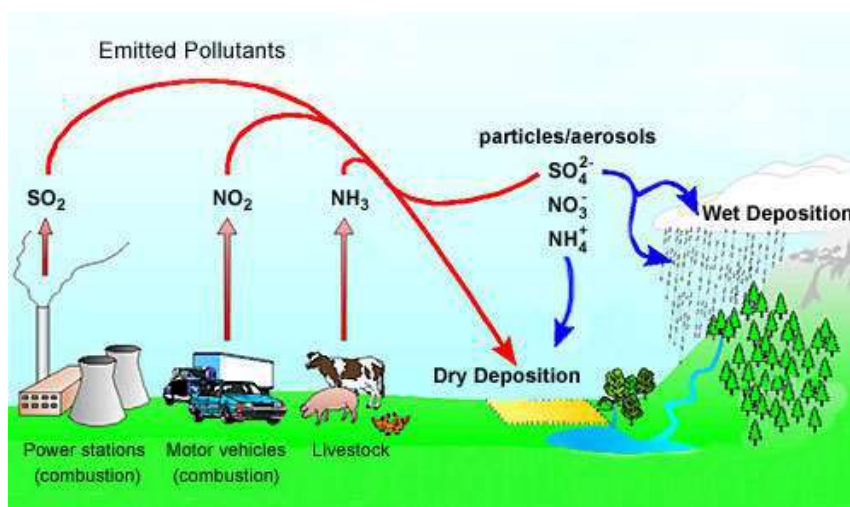 Emitted Pollutants
particles/aerosols
SO₄²⁻
SO₂
NO₂
NH₃
NO₃⁻
Wet Deposition
NH₄⁺
Dry Deposition
Power stations
(combustion)
Motor vehicles
(combustion)
Livestock